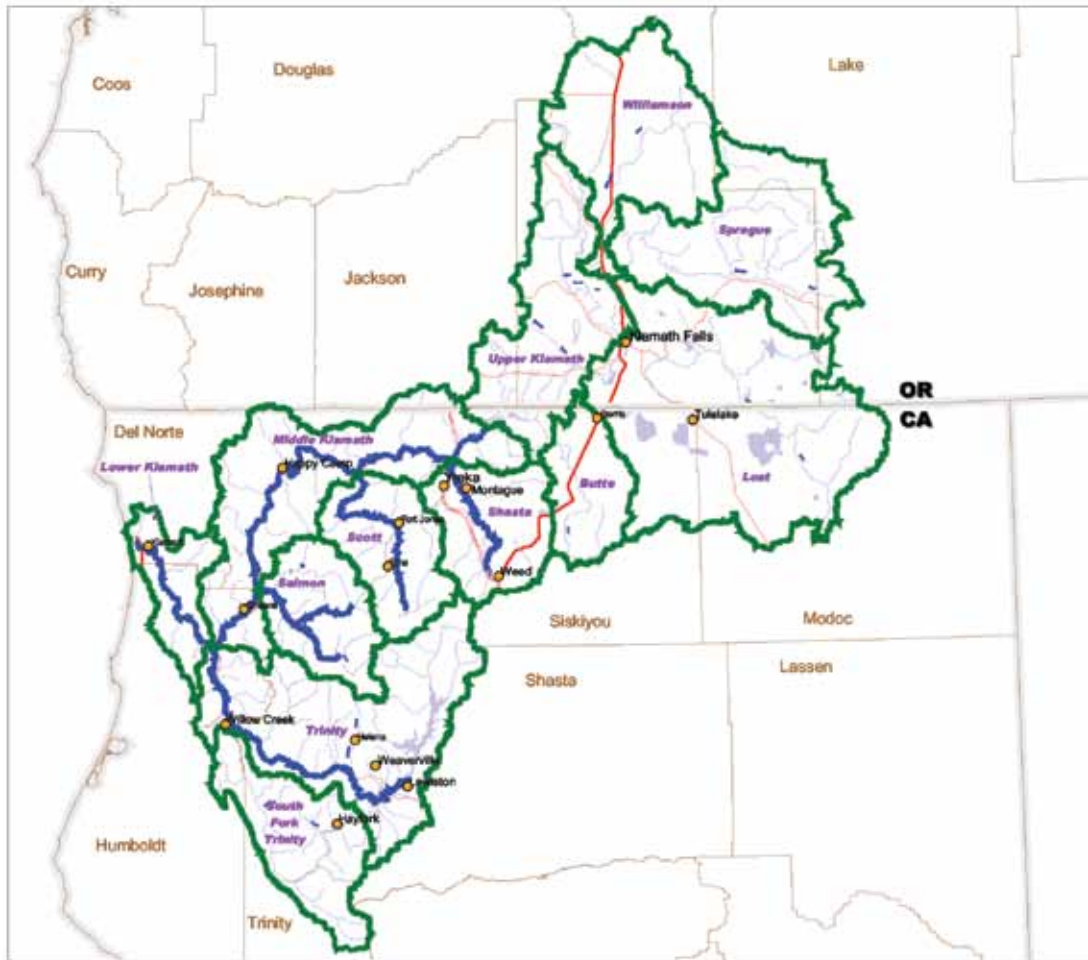 Coos
Douglas
Lake
Williamson
Sprague
Curry
Josephine
Jackson
Klamath Falls
Upper Klamath
OR
CA
Tulelake
Del Norte
Middle Klamath
Lower Klamath
Happy Camp
Yreka
Montague
Butte
Lost
Shasta
Fort Jones
Scott
Weed
Salmon
Siskiyou
Modoc
Shasta
Lassen
Willow Creek
Trinity
Helena
Weaverville
Lewiston
South
Fork
Trinity
Hayfork
Humboldt
Trinity